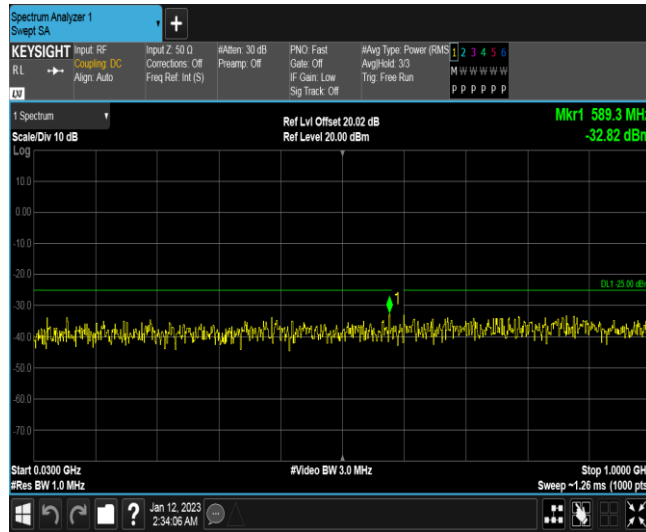 Spectrum Analyzer 1
Swept SA
+
KEYSIGHT Input: RF Input Z: 50 Ω #Atten: 30 dB PNO: Fast #Avg Type: Power (RMS 1 2 3 4 5 6
RL Coupling: DC Corrections: Off Preamp: Off Gate: Off Avg|Hold: 3/3 M W W W W W
Align: Auto Freq Ref: Int (S) IF Gain: Low Trig: Free Run
Sig Track: Off P P P P P P
LXI
1 Spectrum Ref Lvl Offset 20.02 dB Mkr1 589.3 MHz
Scale/Div 10 dB Ref Level 20.00 dBm -32.82 dBm
Log
10.0
0.00
-10.0
-20.0
DL1 -25.00 dBm
1
-30.0
-40.0
-50.0
-60.0
-70.0
Start 0.0300 GHz #Video BW 3.0 MHz Stop 1.0000 GHz
#Res BW 1.0 MHz Sweep ~1.26 ms (1000 pts)
? Jan 12, 2023
2:34:06 AM